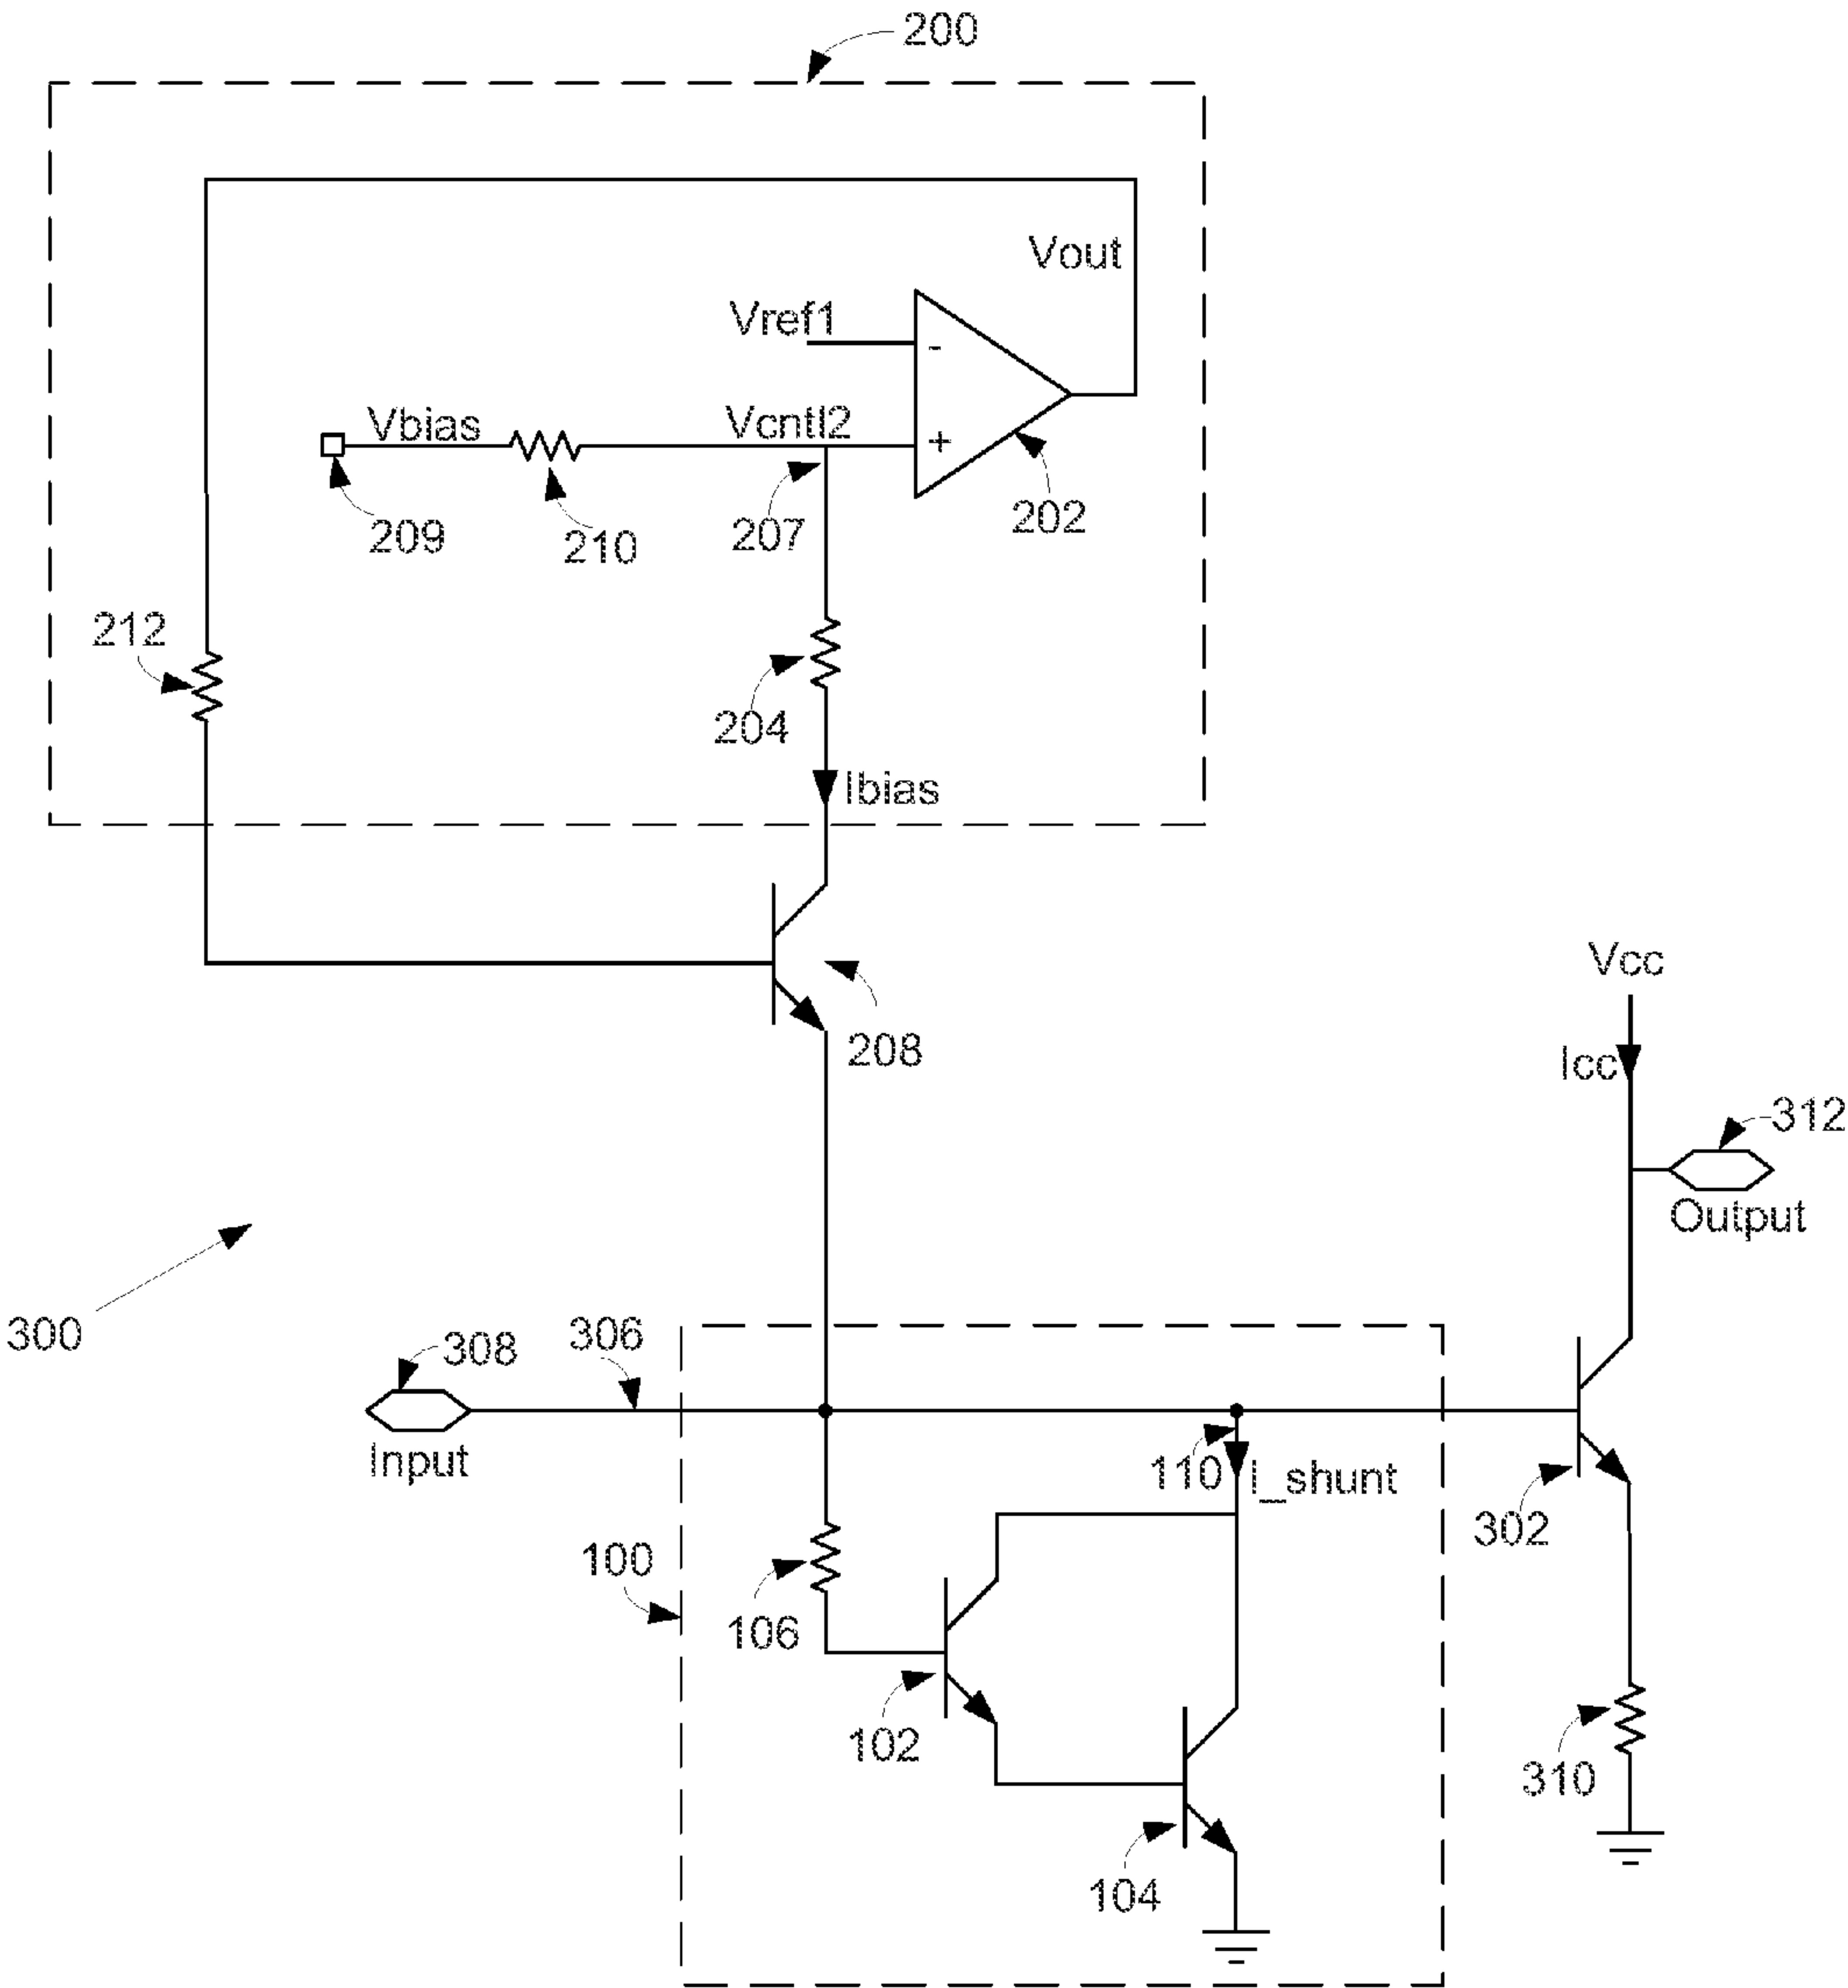 200
Vout
Vref1
-
Vbias
Vcntl2
+
209
210
207
202
212
204
Ibias
208
Vcc
Icc
312
Output
300
308
306
Input
110
i_shunt
302
100
106
102
310
104